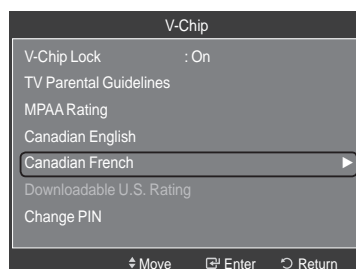 V-Chip
V-Chip Lock : On
TV Parental Guidelines
MPAA Rating
Canadian English
Canadian French
Downloadable U.S. Rating
Change PIN
Move Enter Return